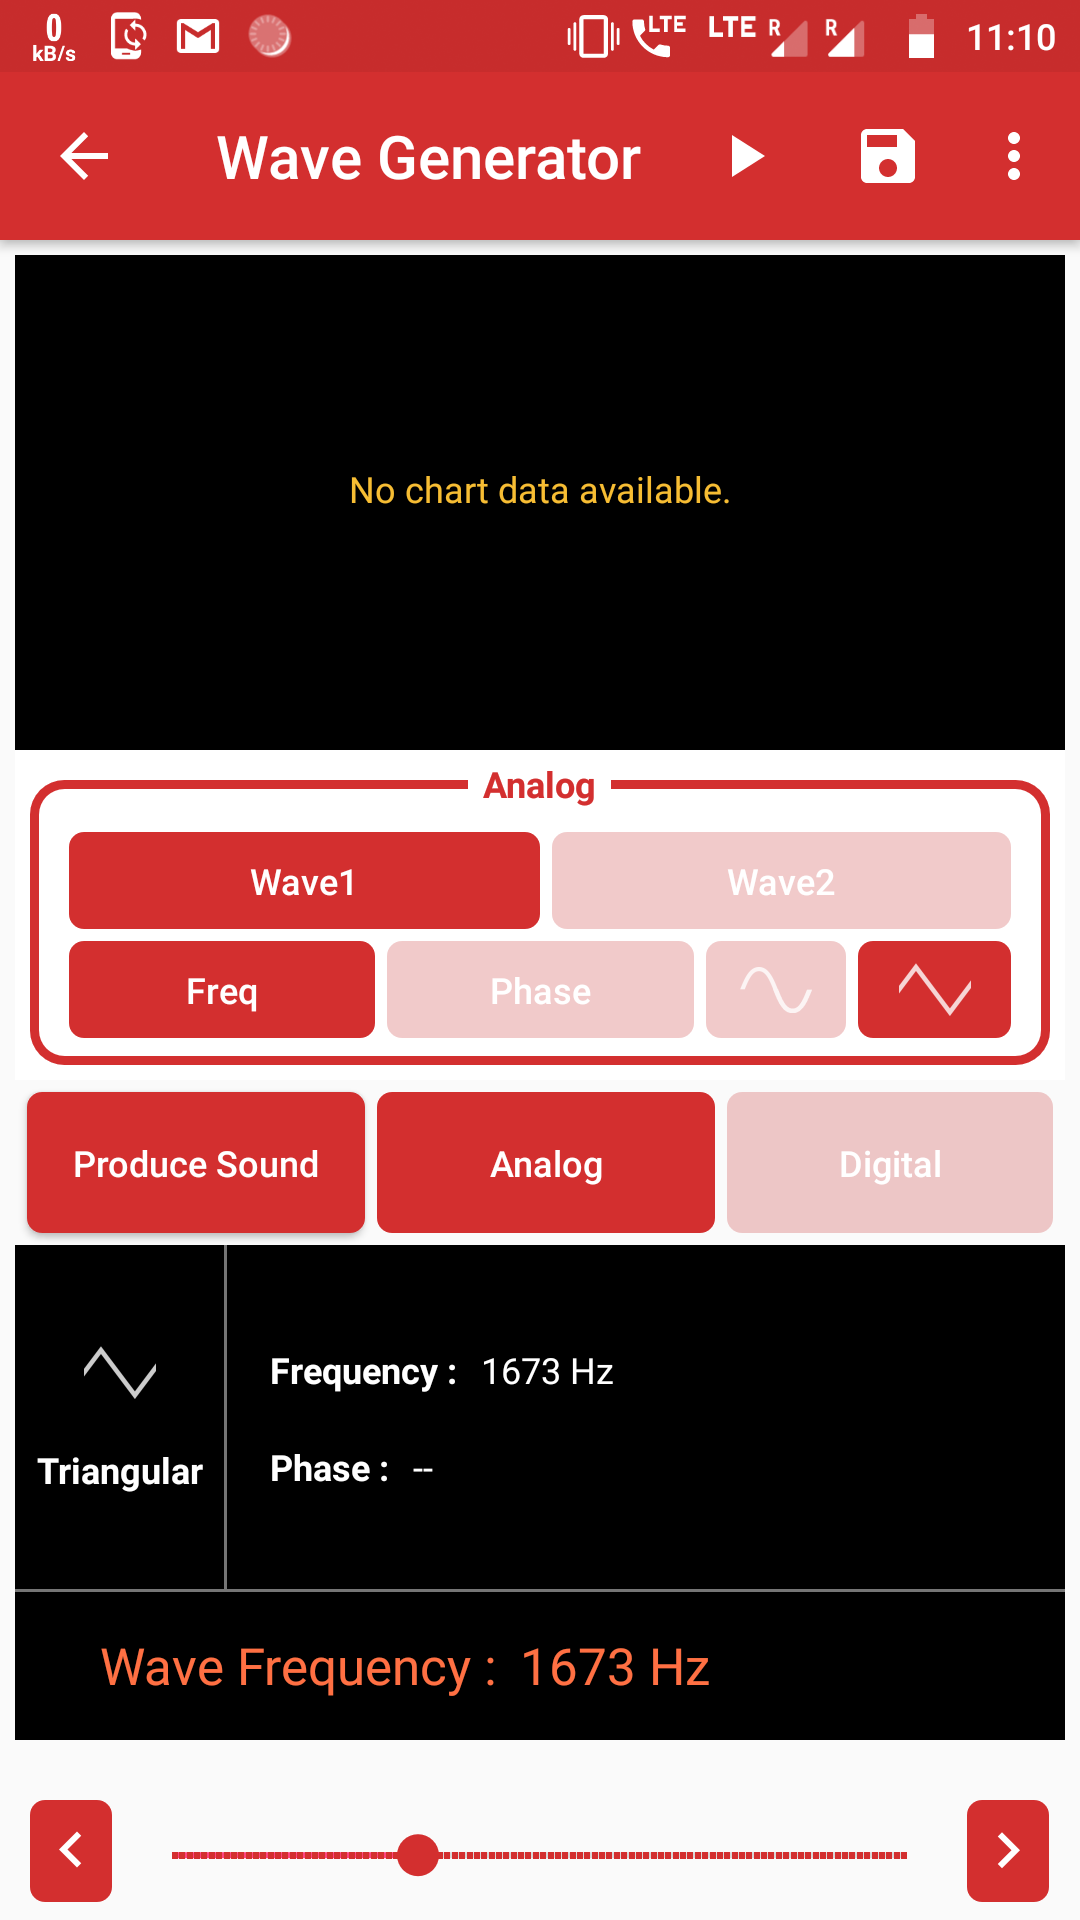 0
kB/s
LTE LTE R R 11:10
Wave Generator
No chart data available.
Analog
Wave1 Wave2
Freq Phase
Produce Sound Analog Digital
Frequency : 1673 Hz
Phase : --
Triangular
Wave Frequency : 1673 Hz